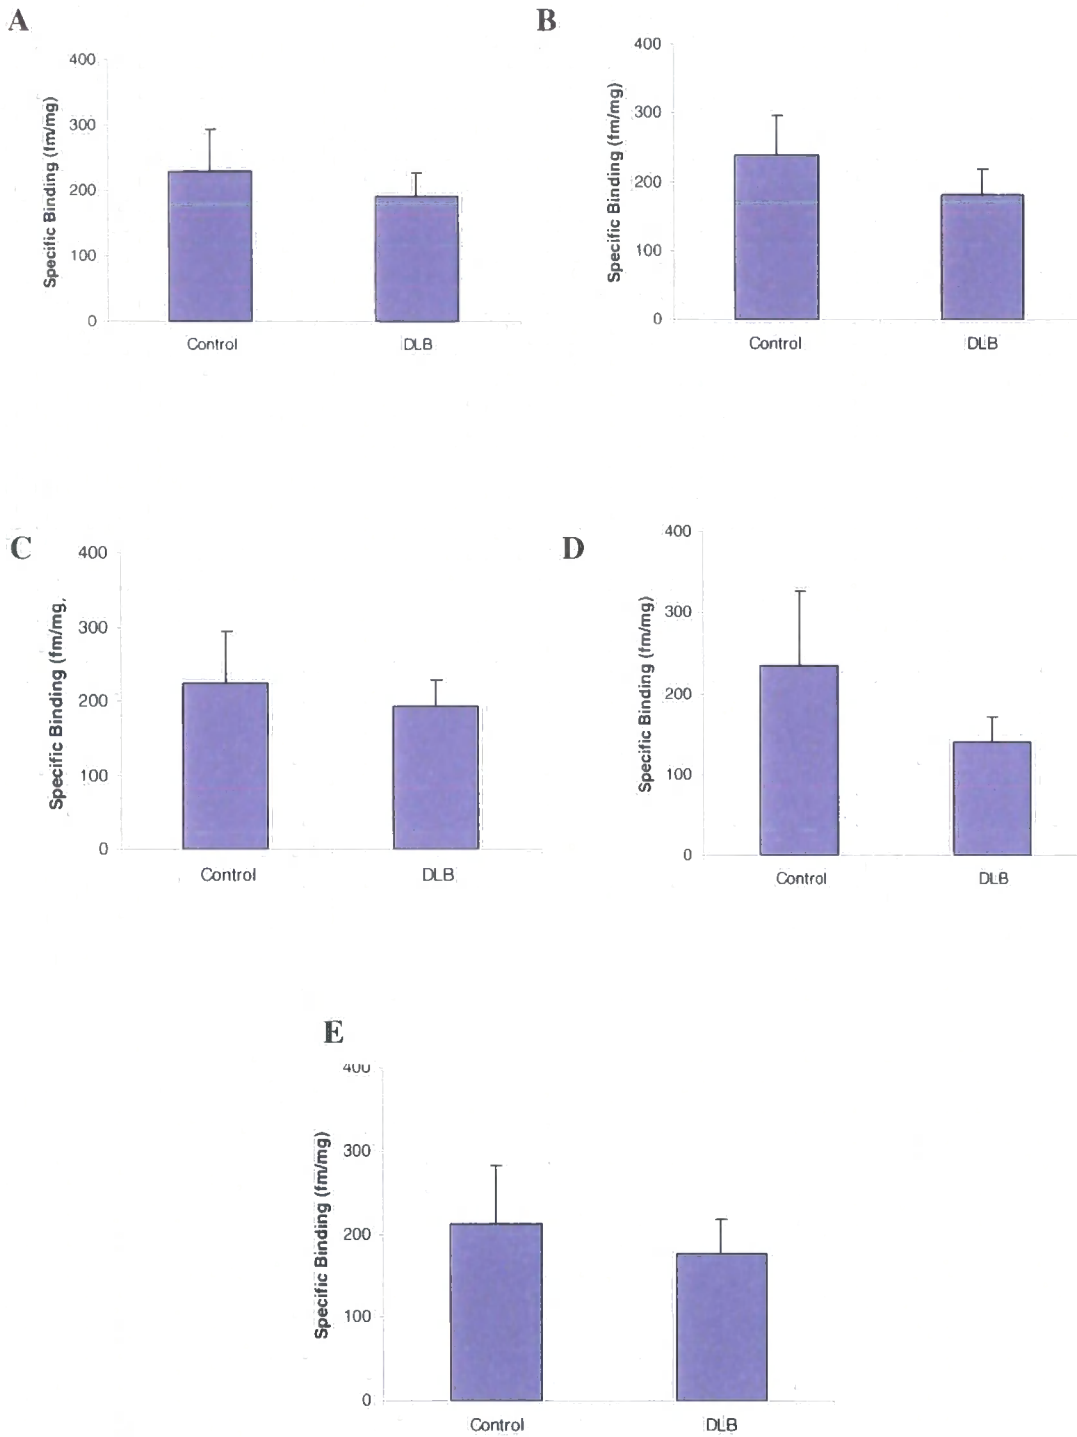 A
B
400
300
200
100
0
Specific Binding (fm/mg)
Control
DLB
400
300
200
100
0
Specific Binding (fm/mg)
Control
DLB
C
D
400
300
200
100
0
Specific Binding (fm/mg,
Control
DLB
400
300
200
100
0
Specific Binding (fm/mg)
Control
DLB
E
400
300
200
100
0
Specific Binding (fm/mg)
Control
DLB